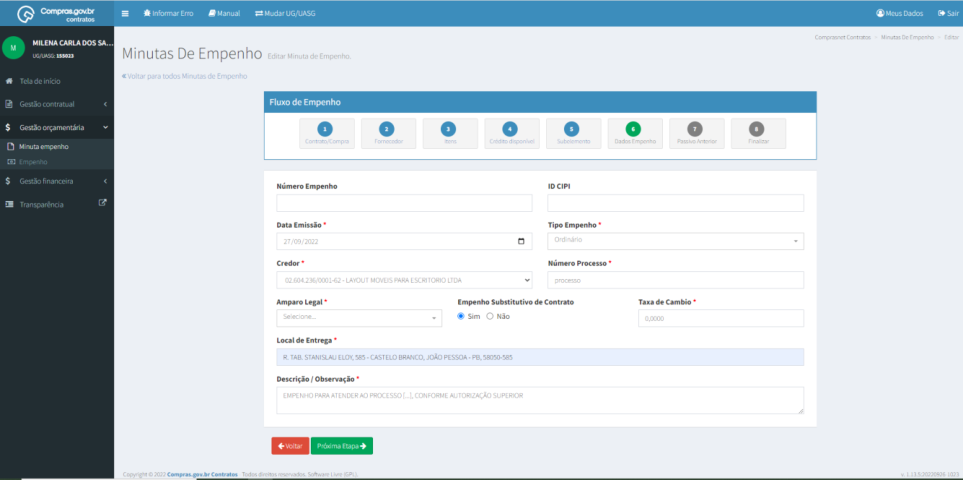 Compras.gov.br
contratos
Informar Erro
Manual
Mudar UG/UASG
Meus Dados
Sair
M
MILENA CARLA DOS SA...
UG/UASG: 155023
Tela de início
Gestão contratual
Gestão orçamentária
Minuta empenho
Empenho
Gestão financeira
Transparência
Minutas De Empenho Editar Minuta de Empenho.
Comprasnet Contratos > Minutas De Empenho > Editar
Voltar para todos Minutas de Empenho
Fluxo de Empenho
1
Contrato/Compra
2
Fornecedor
3
Itens
4
Crédito disponível
5
Subelemento
6
Dados Empenho
7
Passivo Anterior
8
Finalizar
Número Empenho
ID CIPI
Data Emissão *
27/09/2022
Tipo Empenho *
Ordinário
Credor *
02.604.236/0001-62 - LAYOUT MOVEIS PARA ESCRITORIO LTDA
Número Processo *
processo
Amparo Legal *
Selecione...
Empenho Substitutivo de Contrato
Sim
Não
Taxa de Cambio *
0,0000
Local de Entrega *
R. TAB. STANISLAU ELOY, 585 - CASTELO BRANCO, JOÃO PESSOA - PB, 58050-585
Descrição / Observação *
EMPENHO PARA ATENDER AO PROCESSO [...], CONFORME AUTORIZAÇÃO SUPERIOR
Voltar
Próxima Etapa
Copyright © 2022 Compras.gov.br Contratos. Todos direitos reservados. Software Livre (GPL).